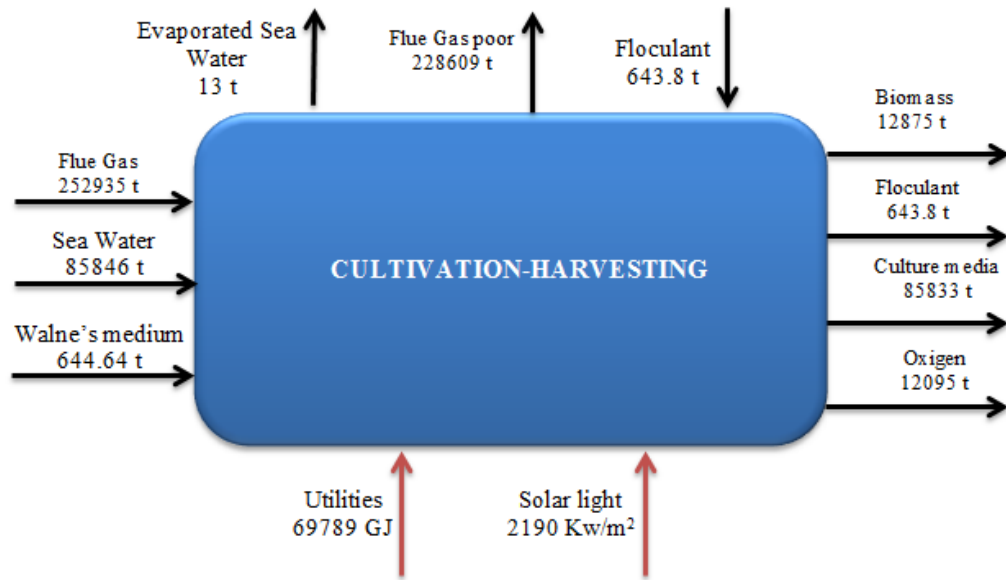 Evaporated Sea
Water
13 t
Flue Gas poor
228609 t
Floculant
643.8 t
Biomass
12875 t
Flue Gas
252935 t
Floculant
643.8 t
Sea Water
85846 t
CULTIVATION-HARVESTING
Culture media
85833 t
Walne’s medium
644.64 t
Oxigen
12095 t
Utilities
69789 GJ
Solar light
2190 Kw/m²